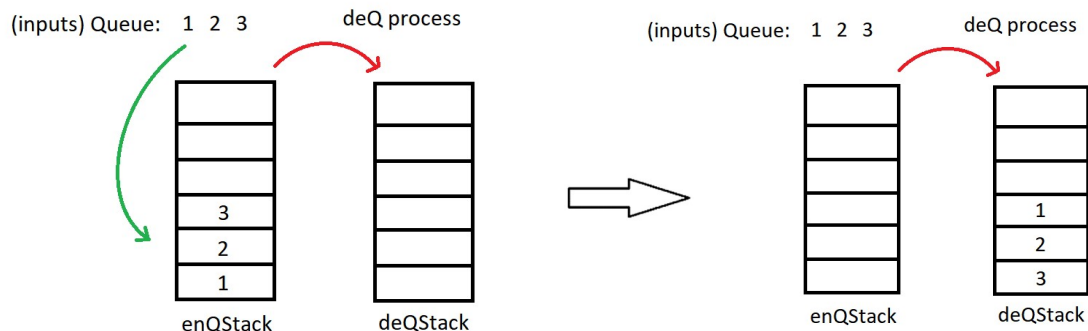 (inputs) Queue: 1 2 3
deQ process
3
2
1
enQStack
deQStack
(inputs) Queue: 1 2 3
deQ process
1
2
3
enQStack
deQStack